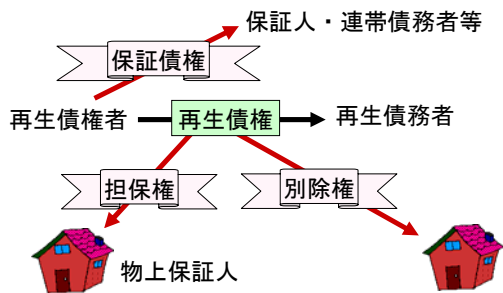 保証人・連帯債務者等
保証債権
再生債権者
再生債権
再生債務者
担保権
別除権
物上保証人